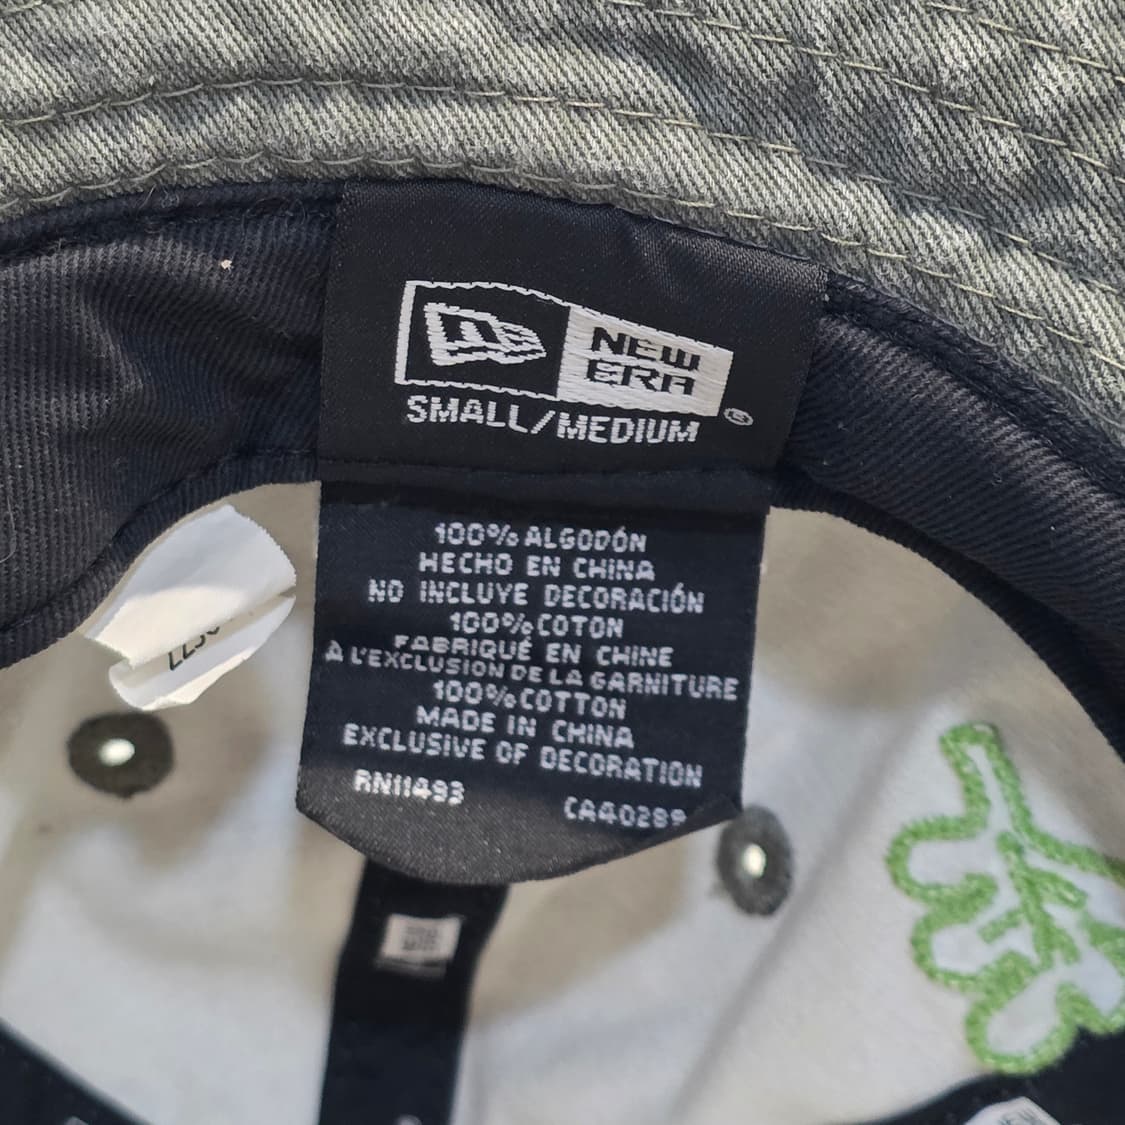 NEW
ERA
SMALL/MEDIUM
100% ALGODÓN
HECHO EN CHINA
NO INCLUYE DECORACIÓN
100% COTON
FABRIQUÉ EN CHINE
À L'EXCLUSION DE LA GARNITURE
100% COTTON
MADE IN CHINA
EXCLUSIVE OF DECORATION
RN11493
CA40289